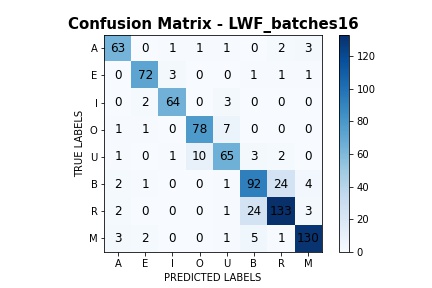 Confusion Matrix - LWF_batches16
A 63 0 1 1 1 0 2 3
E 0 72 3 0 0 1 1 1
I 0 2 64 0 3 0 0 0
O 1 1 0 78 7 0 0 0
U 1 0 1 10 65 3 2 0
B 2 1 0 0 1 92 24 4
R 2 0 0 0 1 24 133 3
M 3 2 0 0 1 5 1 130
A E I O U B R M
PREDICTED LABELS
TRUE LABELS
120
100
80
60
40
20
0